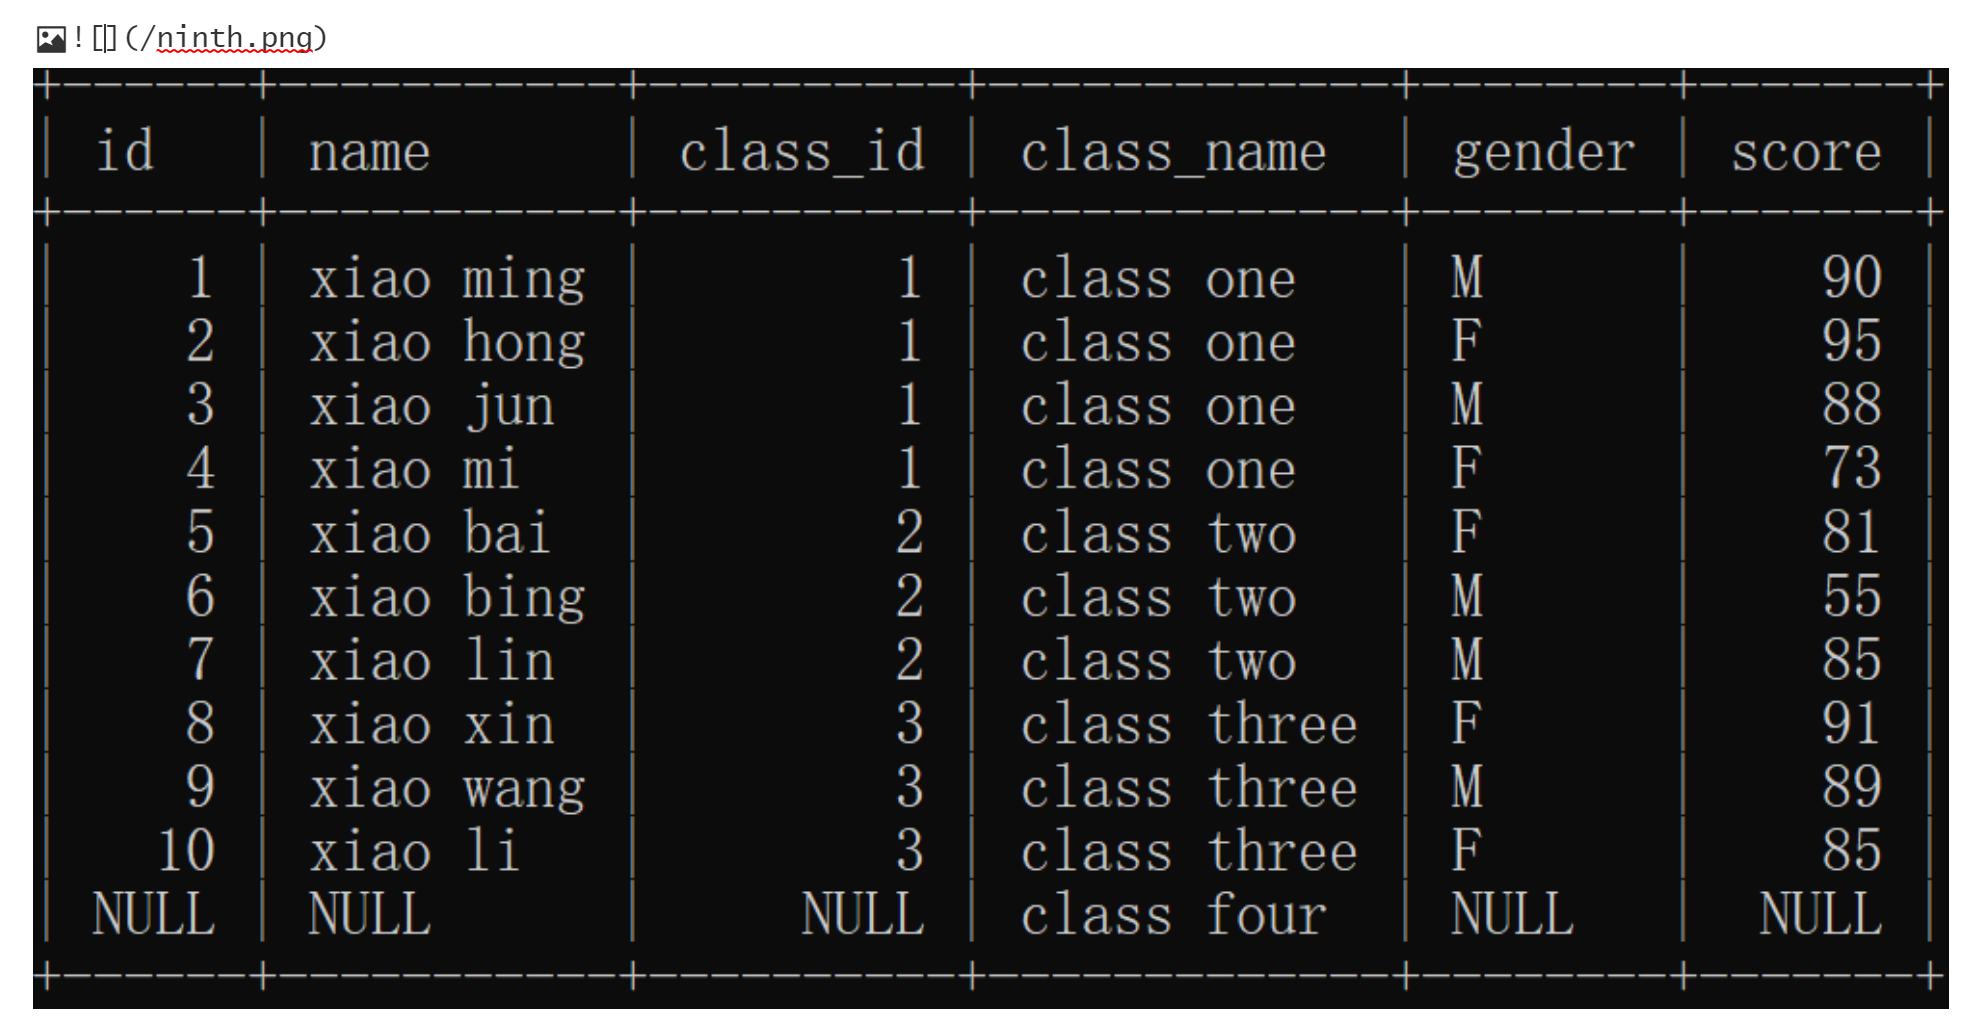 ![](/ninth.png)
+------+-----------+----------+-------------+--------+-------+
| id   | name      | class_id | class_name  | gender | score |
+------+-----------+----------+-------------+--------+-------+
|    1 | xiao ming |        1 | class one   | M      |    90 |
|    2 | xiao hong |        1 | class one   | F      |    95 |
|    3 | xiao jun  |        1 | class one   | M      |    88 |
|    4 | xiao mi   |        1 | class one   | F      |    73 |
|    5 | xiao bai  |        2 | class two   | F      |    81 |
|    6 | xiao bing |        2 | class two   | M      |    55 |
|    7 | xiao lin  |        2 | class two   | M      |    85 |
|    8 | xiao xin  |        3 | class three | F      |    91 |
|    9 | xiao wang |        3 | class three | M      |    89 |
|   10 | xiao li   |        3 | class three | F      |    85 |
| NULL | NULL      |     NULL | class four  | NULL   |  NULL |
+------+-----------+----------+-------------+--------+-------+